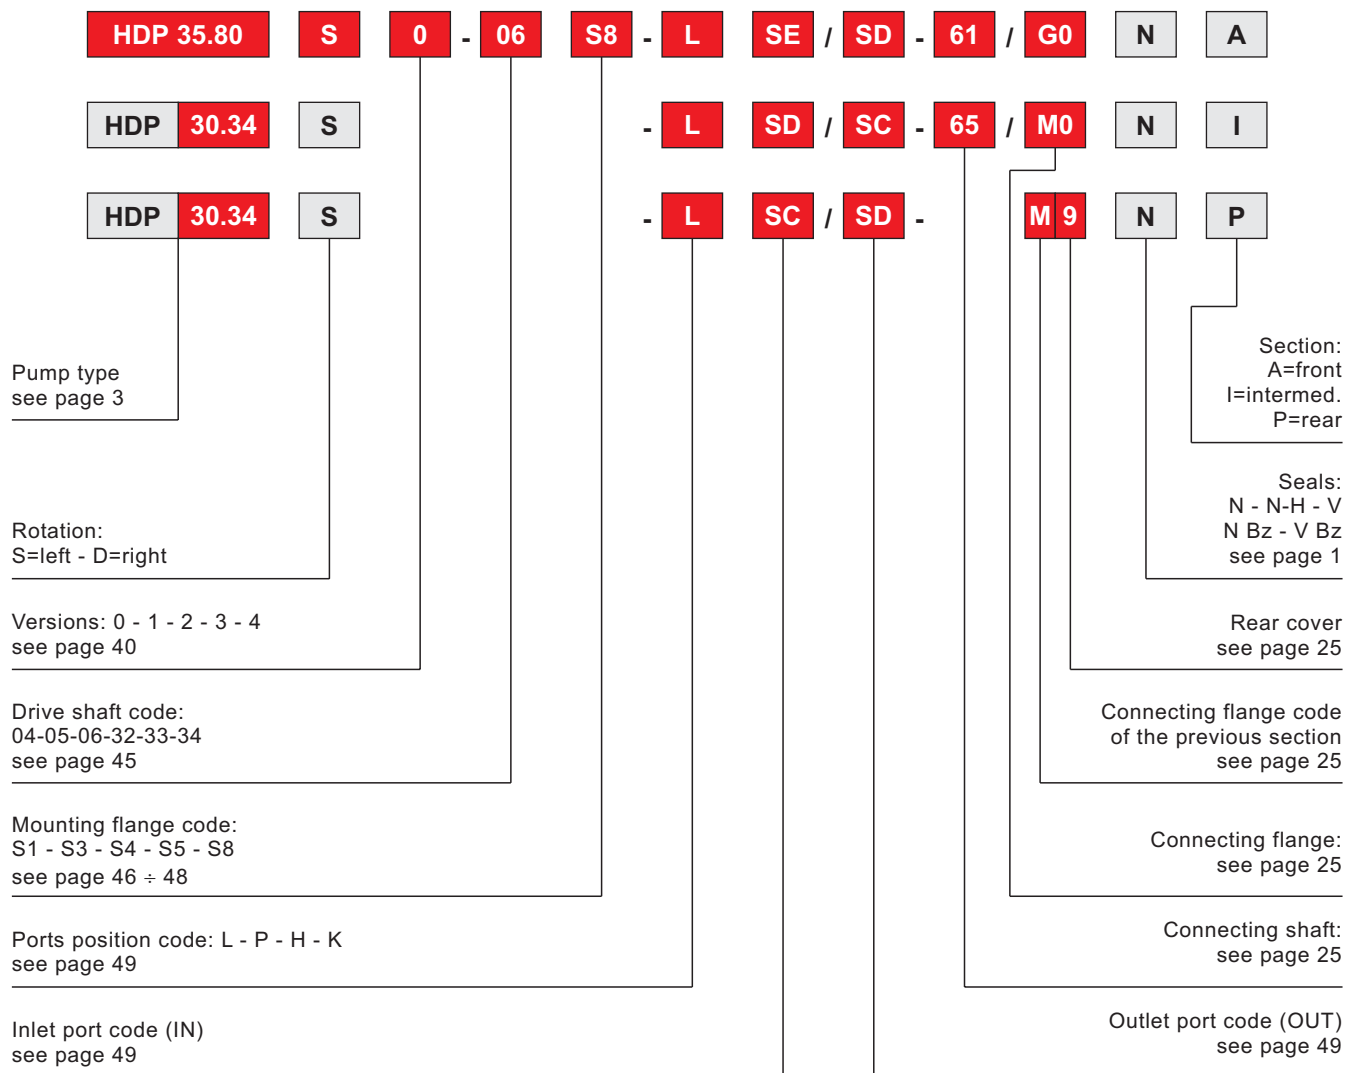 HDP 35.80 S 0 - 06 S8 - L SE / SD - 61 / G0 N A
HDP 30.34 S - L SD / SC - 65 / M0 N I
HDP 30.34 S - L SC / SD - M 9 N P
Pump type
see page 3
Rotation:
S=left - D=right
Versions: 0 - 1 - 2 - 3 - 4
see page 40
Drive shaft code:
04-05-06-32-33-34
see page 45
Mounting flange code:
S1 - S3 - S4 - S5 - S8
see page 46 ÷ 48
Ports position code: L - P - H - K
see page 49
Inlet port code (IN)
see page 49
Section:
A=front
I=intermed.
P=rear
Seals:
N - N-H - V
N Bz - V Bz
see page 1
Rear cover
see page 25
Connecting flange code
of the previous section
see page 25
Connecting flange:
see page 25
Connecting shaft:
see page 25
Outlet port code (OUT)
see page 49